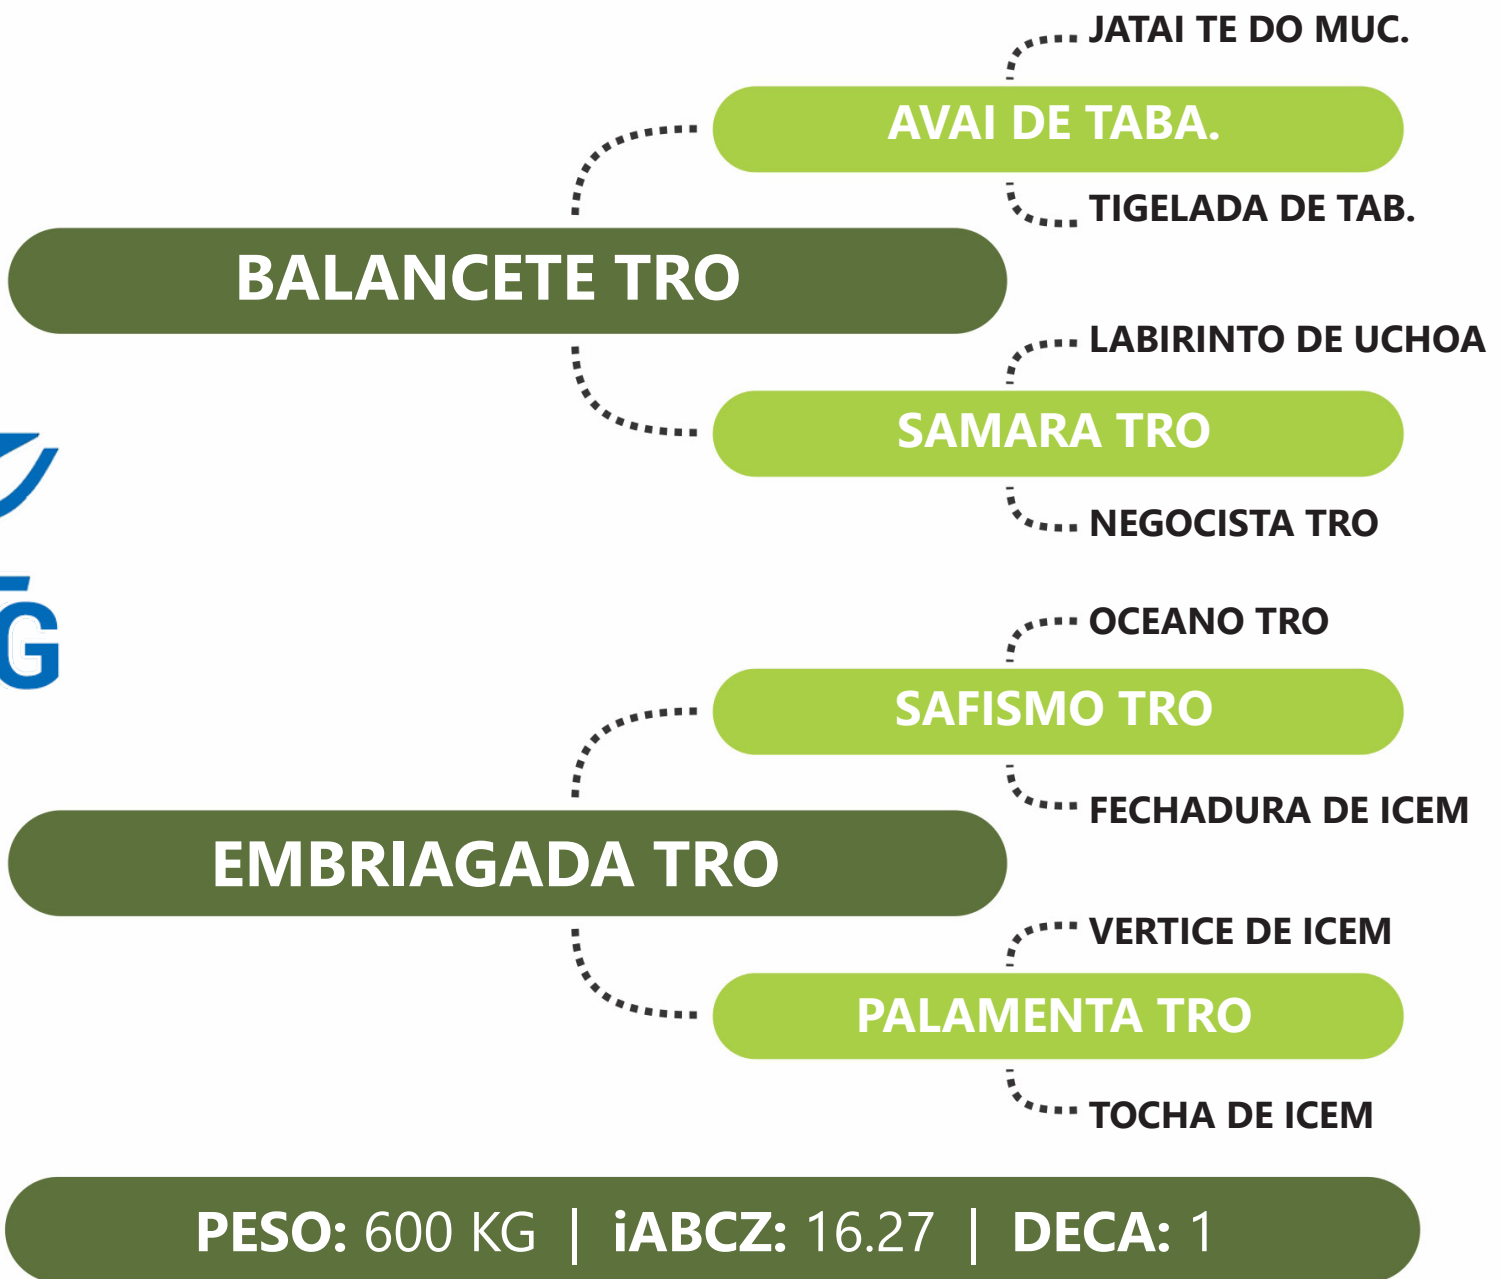 JATAI TE DO MUC.
AVAI DE TABA.
TIGELADA DE TAB.
BALANCETE TRO
LABIRINTO DE UCHOA
SAMARA TRO
NEGOCISTA TRO
G
OCEANO TRO
SAFISMO TRO
FECHADURA DE ICEM
EMBRIAGADA TRO
VERTICE DE ICEM
PALAMENTA TRO
TOCHA DE ICEM
PESO: 600 KG | iABCZ: 16.27 | DECA: 1